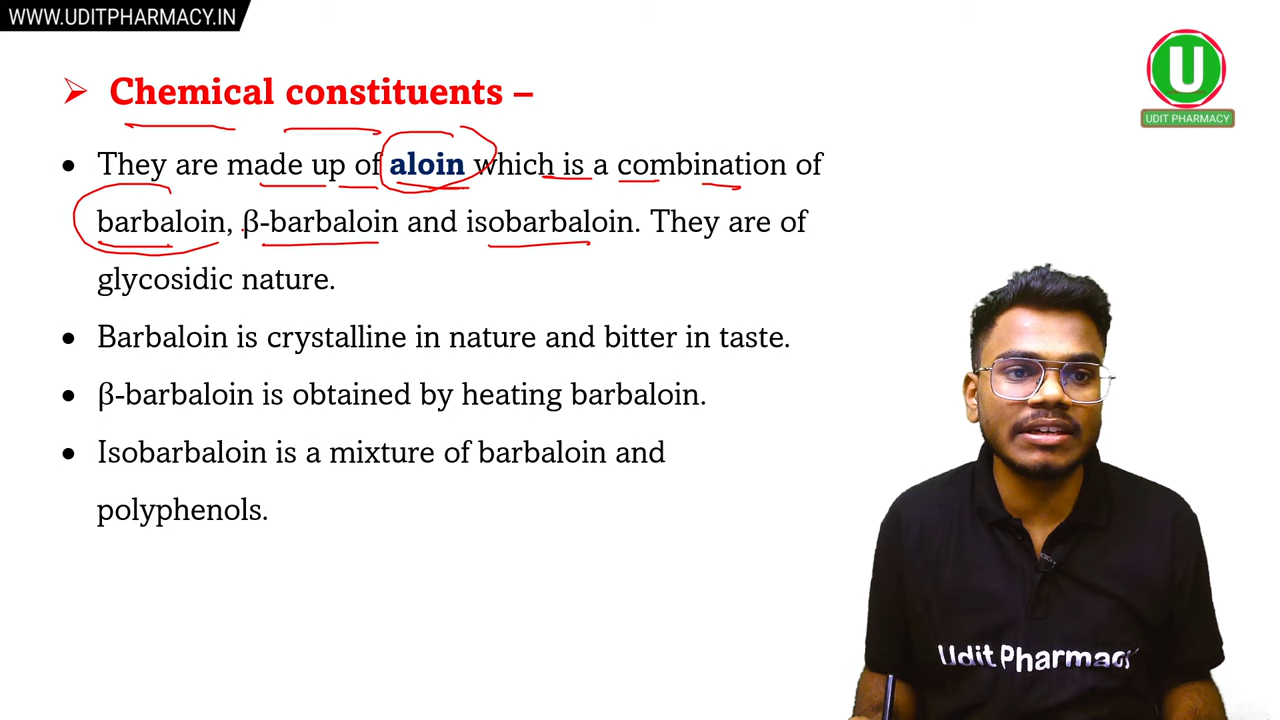 WWW.UDITPHARMACY.IN
U
UDIT PHARMACY
➢ Chemical constituents –
• They are made up of aloin which is a combination of
barbaloin, β-barbaloin and isobarbaloin. They are of
glycosidic nature.
• Barbaloin is crystalline in nature and bitter in taste.
• β-barbaloin is obtained by heating barbaloin.
• Isobarbaloin is a mixture of barbaloin and
polyphenols.
Udit Pharmacy